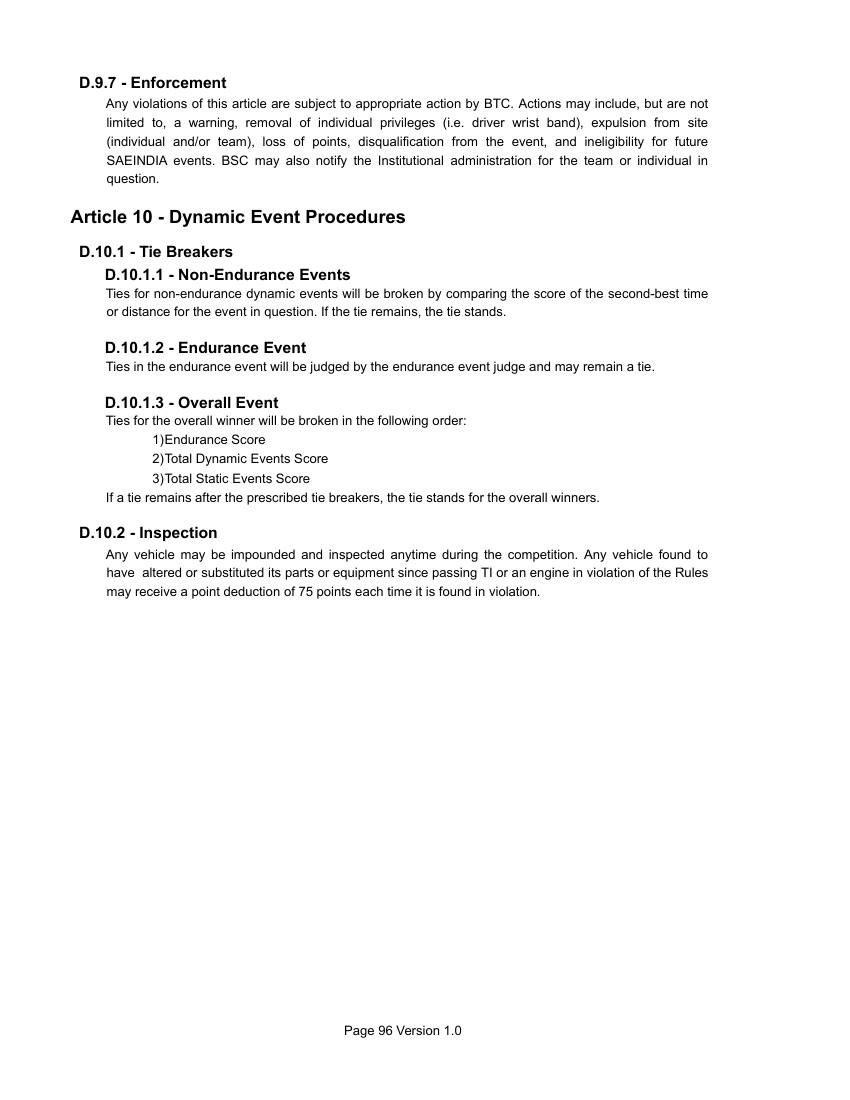 D.9.7 - Enforcement
Any violations of this article are subject to appropriate action by BTC. Actions may include, but are not
limited to, a warning, removal of individual privileges (i.e. driver wrist band), expulsion from site
(individual and/or team), loss of points, disqualification from the event, and ineligibility for future
SAEINDIA events. BSC may also notify the Institutional administration for the team or individual in
question.
Article 10 - Dynamic Event Procedures
D.10.1 - Tie Breakers
D.10.1.1 - Non-Endurance Events
Ties for non-endurance dynamic events will be broken by comparing the score of the second-best time
or distance for the event in question. If the tie remains, the tie stands.
D.10.1.2 - Endurance Event
Ties in the endurance event will be judged by the endurance event judge and may remain a tie.
D.10.1.3 - Overall Event
Ties for the overall winner will be broken in the following order:
1)Endurance Score
2)Total Dynamic Events Score
3)Total Static Events Score
If a tie remains after the prescribed tie breakers, the tie stands for the overall winners.
D.10.2 - Inspection
Any vehicle may be impounded and inspected anytime during the competition. Any vehicle found to
have  altered or substituted its parts or equipment since passing TI or an engine in violation of the Rules
may receive a point deduction of 75 points each time it is found in violation.
Page 96 Version 1.0